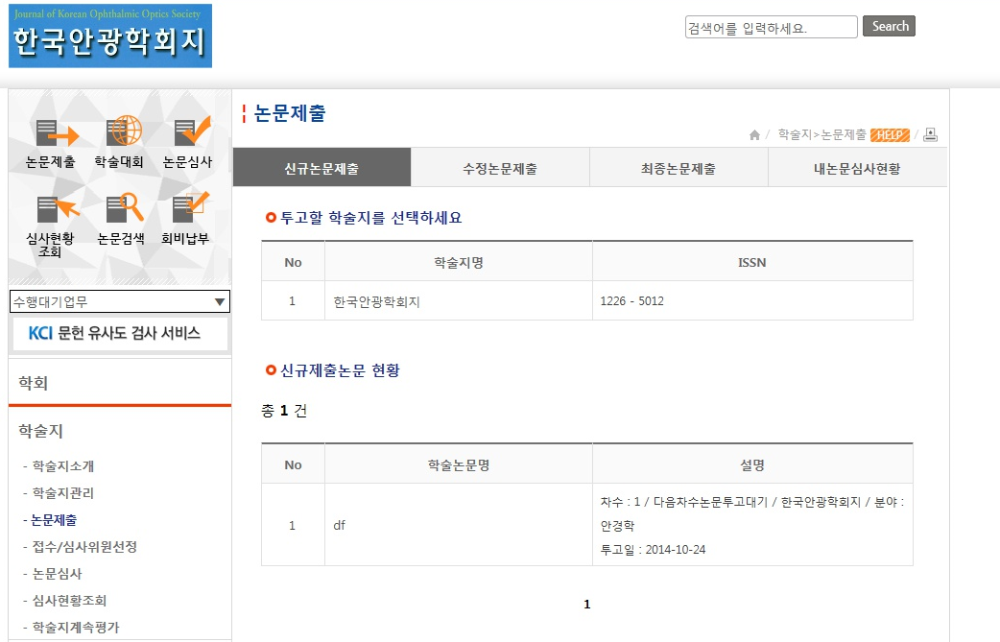 Journal of Korean Ophthalmic Optics Society
한국안광학회지
검색어를 입력하세요.
Search
논문제출
학술대회
논문심사
심사현황
조회
논문검색
회비납부
수행대기업무
KCI 문헌 유사도 검사 서비스
학회
학술지
- 학술지소개
- 학술지관리
- 논문제출
- 접수/심사위원선정
- 논문심사
- 심사현황조회
- 학술지계속평가
논문제출
/ 학술지>논문제출 HELP /
신규논문제출
수정논문제출
최종논문제출
내논문심사현황
투고할 학술지를 선택하세요
No 학술지명 ISSN
1 한국안광학회지 1226 - 5012
신규제출논문 현황
총 1 건
No 학술논문명 설명
1 df
차수 : 1 / 다음차수논문투고대기 / 한국안광학회지 / 분야 :
안경학
투고일 : 2014-10-24
1